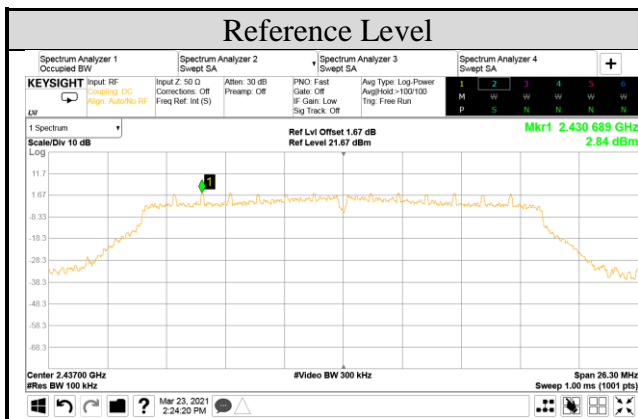 Reference Level
Spectrum Analyzer 1 Occupied BW
Spectrum Analyzer 2 Swept SA
Spectrum Analyzer 3 Swept SA
Spectrum Analyzer 4 Swept SA
+
KEYSIGHT
Input: RF
Coupling: DC
Align: Auto/No RF
Input Z: 50 Ω
Corrections: Off
Freq Ref: Int (S)
Atten: 30 dB
Preamp: Off
PNO: Fast
Gate: Off
IF Gain: Low
Sig Track: Off
Avg Type: Log-Power
Avg|Hold:>100/100
Trig: Free Run
1 2 3 4 5 6
M W W W W W
P S N N N N
LXI
1 Spectrum
Scale/Div 10 dB
Ref Lvl Offset 1.67 dB
Ref Level 21.67 dBm
Mkr1 2.430 689 GHz
2.84 dBm
Log
1
11.7
1.67
-8.33
-18.3
-28.3
-38.3
-48.3
-58.3
-68.3
Center 2.43700 GHz
#Res BW 100 kHz
#Video BW 300 kHz
Span 26.30 MHz
Sweep 1.00 ms (1001 pts)
?
Mar 23, 2021
2:24:20 PM